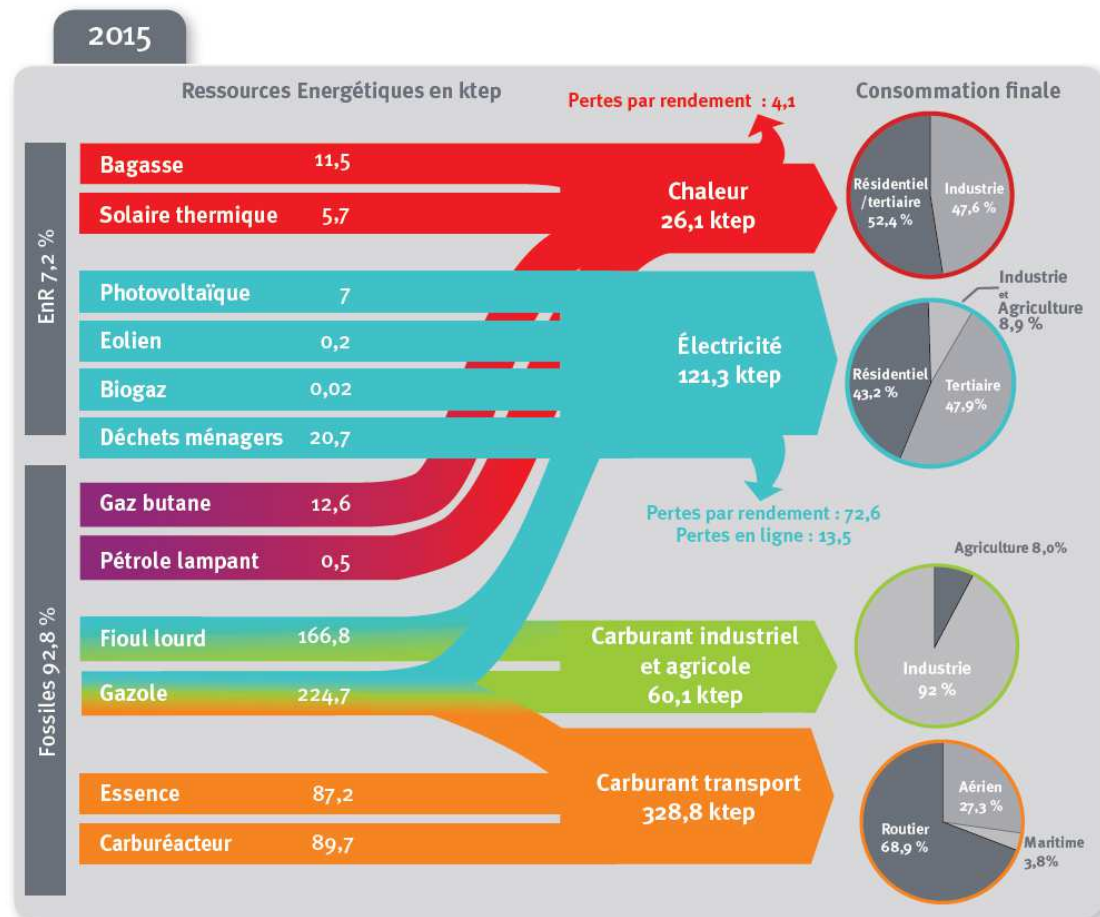 2015
Ressources Energétiques en ktep
Pertes par rendement : 4,1
Consommation finale
EnR 7,2 %
Bagasse 11,5
Solaire thermique 5,7
Chaleur
26,1 ktep
Résidentiel
/tertiaire
52,4 %
Industrie
47,6 %
Photovoltaïque 7
Eolien 0,2
Biogaz 0,02
Déchets ménagers 20,7
Électricité
121,3 ktep
Industrie
et
Agriculture
8,9 %
Résidentiel
43,2 %
Tertiaire
47,9%
Fossiles 92,8 %
Gaz butane 12,6
Pétrole lampant 0,5
Pertes par rendement : 72,6
Pertes en ligne : 13,5
Fioul lourd 166,8
Gazole 224,7
Carburant industriel
et agricole
60,1 ktep
Agriculture 8,0%
Industrie
92 %
Essence 87,2
Carburéacteur 89,7
Carburant transport
328,8 ktep
Aérien
27,3 %
Routier
68,9 %
Maritime
3,8%